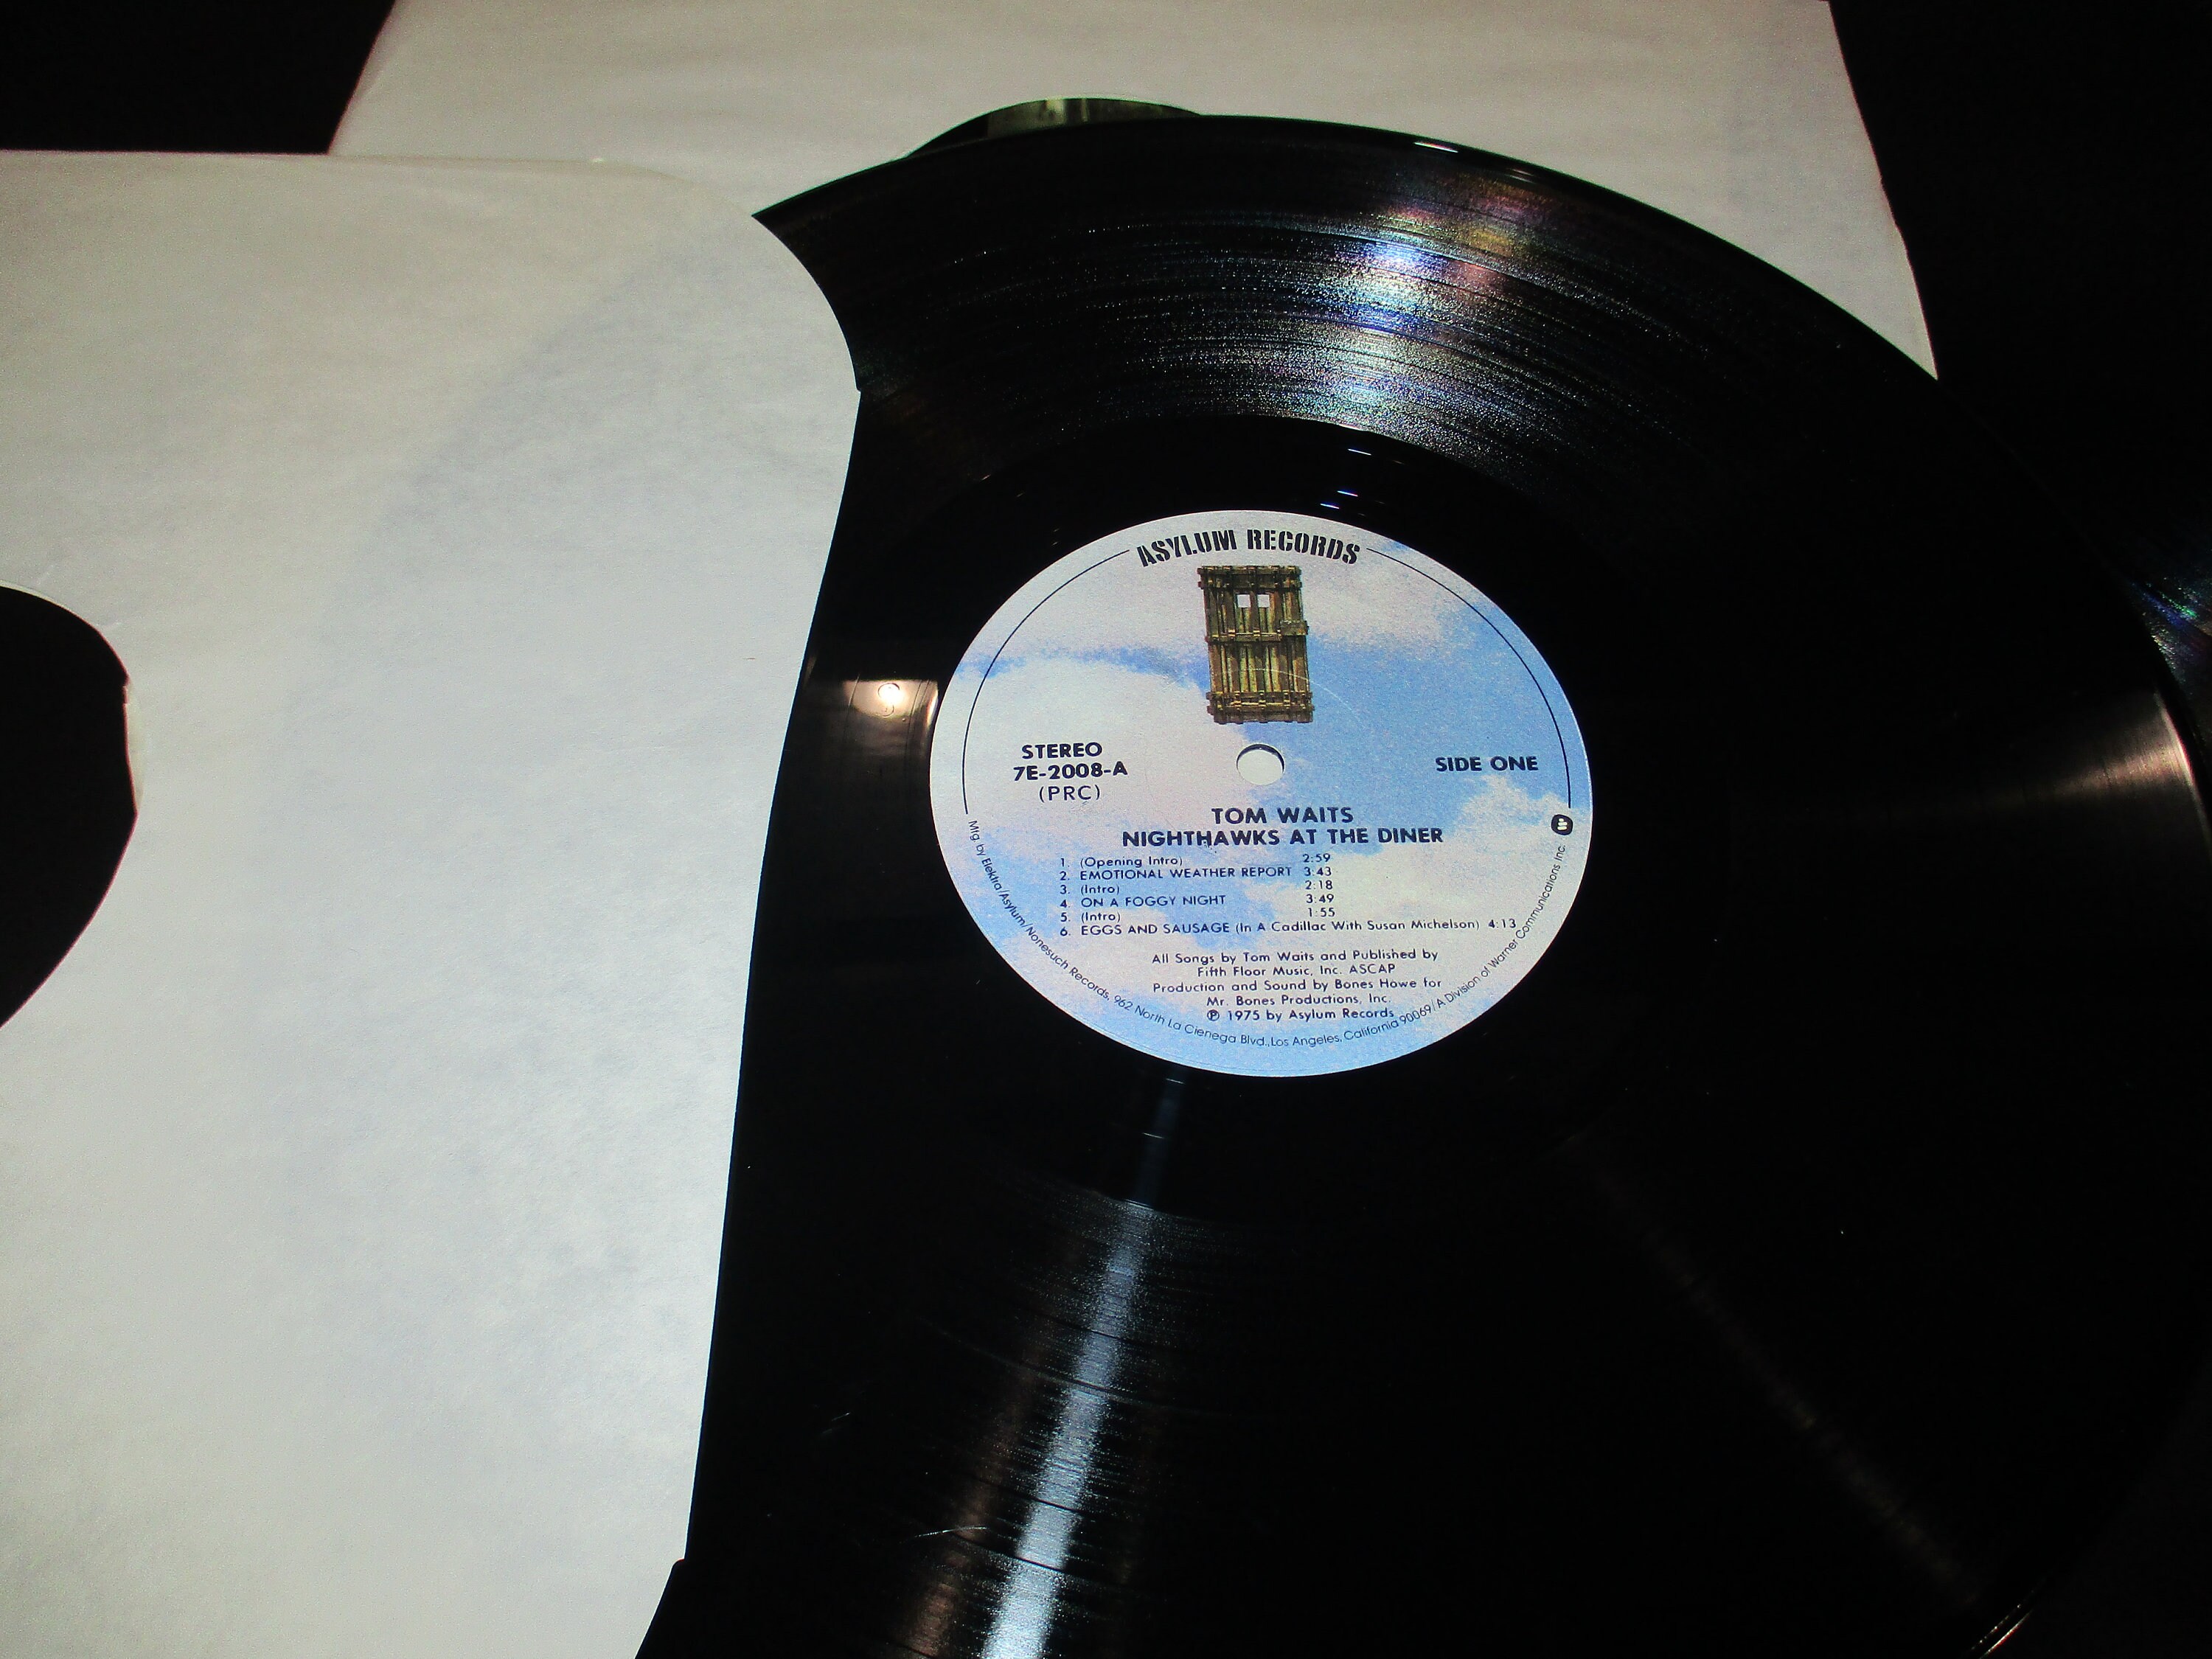 ASYLUM RECORDS
STEREO
7E-2008-A
(PRC)
SIDE ONE
TOM WAITS
NIGHTHAWKS AT THE DINER
1. (Opening Intro) 2:59
2. EMOTIONAL WEATHER REPORT 3:43
3. (Intro) 2:18
4. ON A FOGGY NIGHT 3:49
5. (Intro) 1:55
6. EGGS AND SAUSAGE (In A Cadillac With Susan Michelson) 4:13
All Songs by Tom Waits and Published by
Fifth Floor Music, Inc. ASCAP
Production and Sound by Bones Howe for
Mr. Bones Productions, Inc.
℗ 1975 by Asylum Records
Mfg by Elektra/Asylum/Nonesuch Records, 962 North La Cienega Blvd., Los Angeles, California 90069/A Division of Warner Communications Inc.